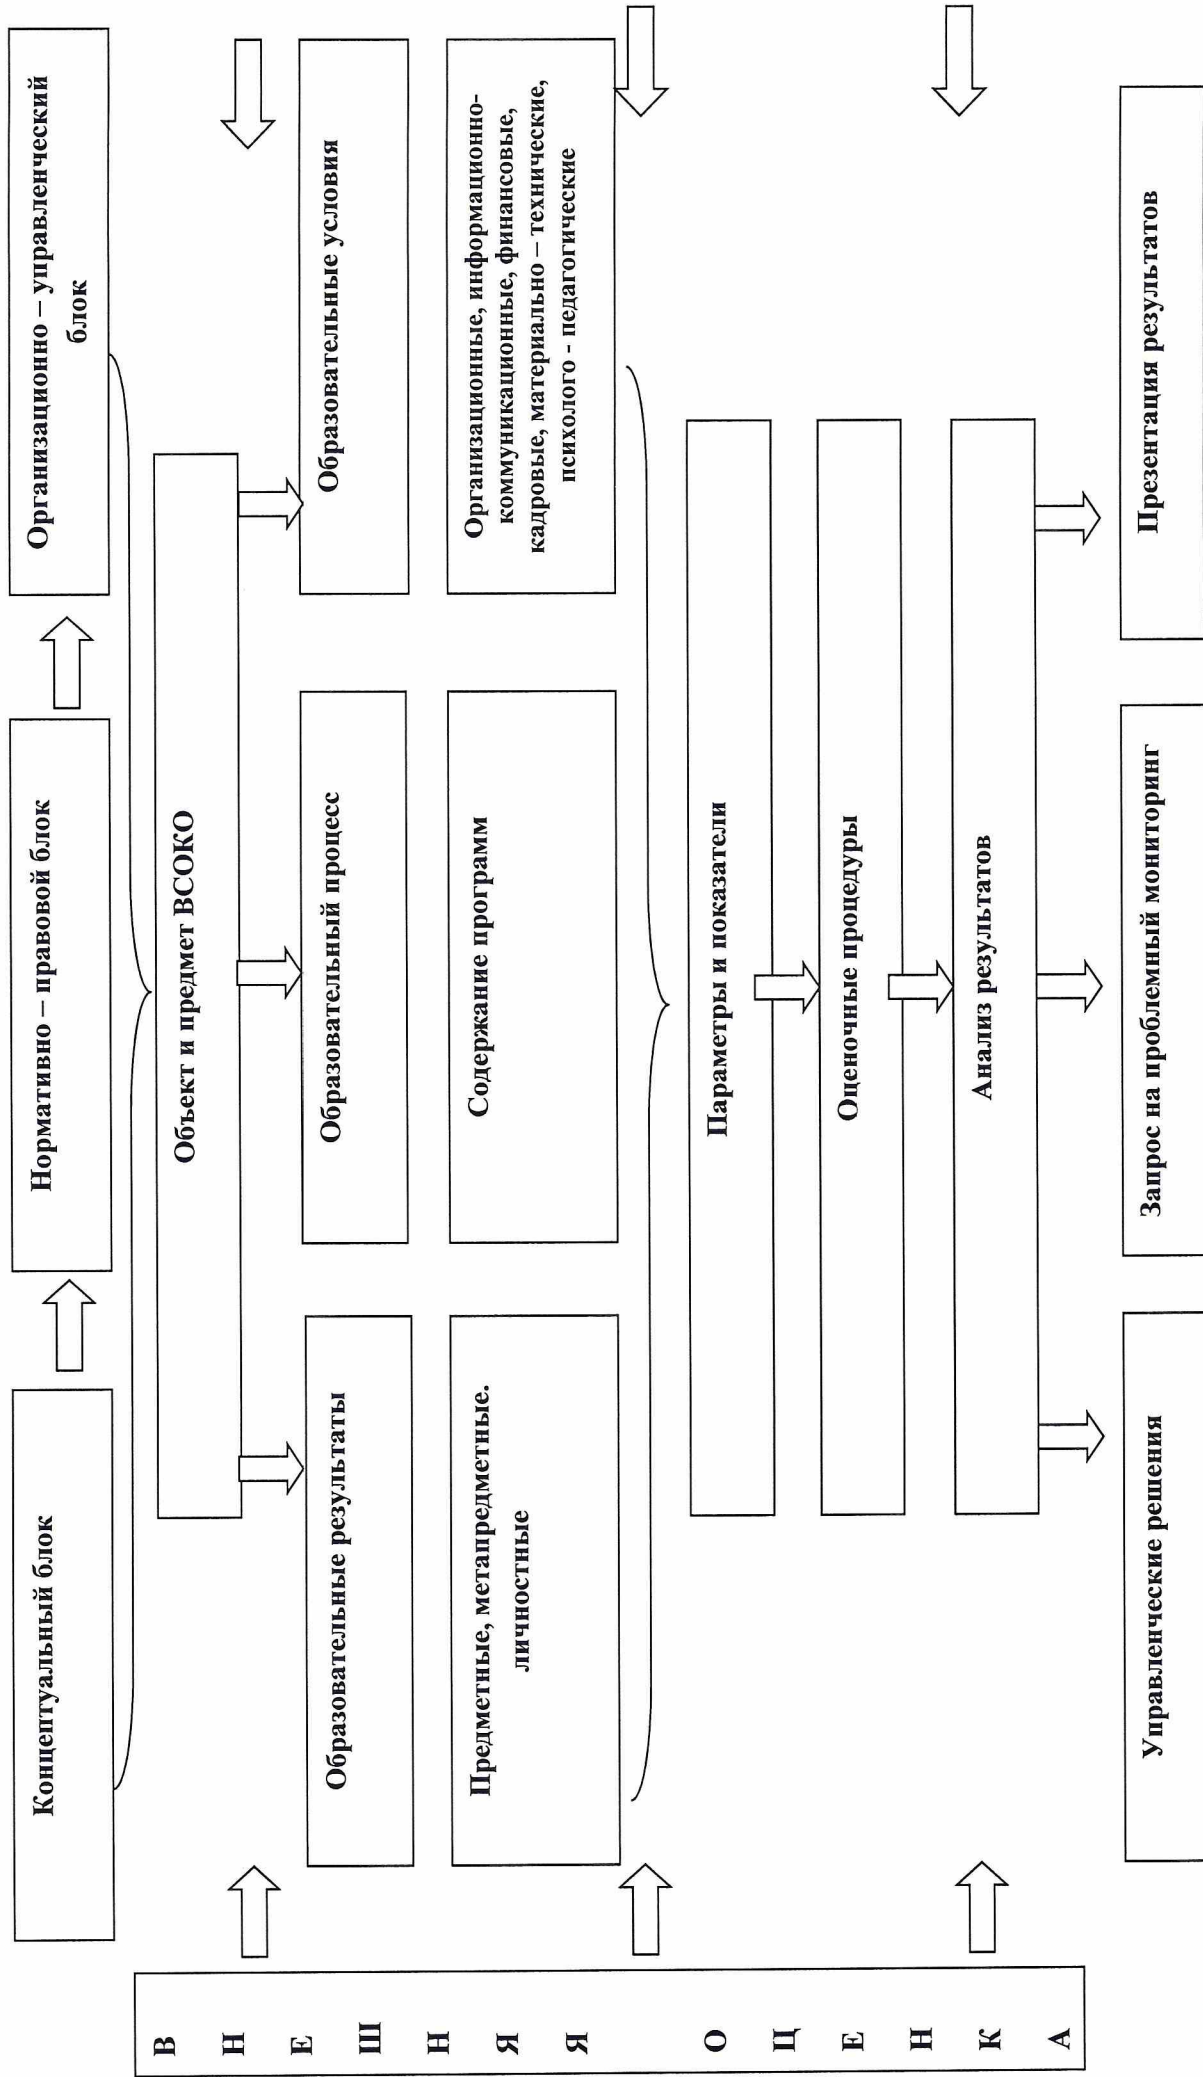 Концептуальный блок
Нормативно – правовой блок
Организационно – управленческий
блок
Объект и предмет ВСОКО
Образовательные результаты
Образовательный процесс
Образовательные условия
Предметные, метапредметные.
личностные
Содержание программ
Организационные, информационно-
коммуникационные, финансовые,
кадровые, материально – технические,
психолого - педагогические
Параметры и показатели
Оценочные процедуры
Анализ результатов
Управленческие решения
Запрос на проблемный мониторинг
Презентация результатов
В
Н
Е
Ш
Н
Я
Я
О
Ц
Е
Н
К
А